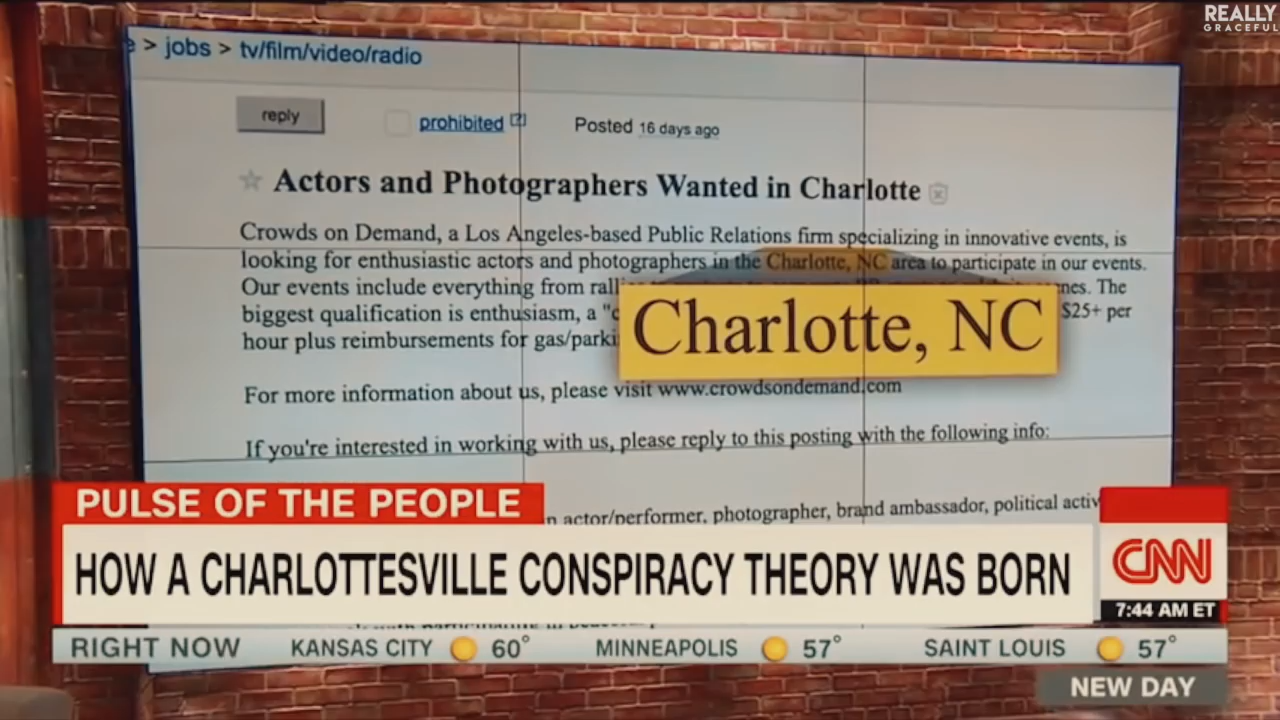 REALLY
GRACEFUL
> jobs > tv/film/video/radio
reply
prohibited [?]
Posted 16 days ago
Actors and Photographers Wanted in Charlotte
Crowds on Demand, a Los Angeles-based Public Relations firm specializing in innovative events, is
looking for enthusiastic actors and photographers in the Charlotte, NC area to participate in our events.
Our events include everything from The
biggest qualification is enthusiasm, a $25+ per
hour plus reimbursements for
Charlotte, NC
For more information about us, please visit www.crowdsondemand.com
If you're interested in working with us, please reply to this posting with the following info:
actor/performer, photographer, brand ambassador, political
PULSE OF THE PEOPLE
HOW A CHARLOTTESVILLE CONSPIRACY THEORY WAS BORN
CNN
7:44 AM ET
RIGHT NOW KANSAS CITY 60° MINNEAPOLIS 57° SAINT LOUIS 57°
NEW DAY